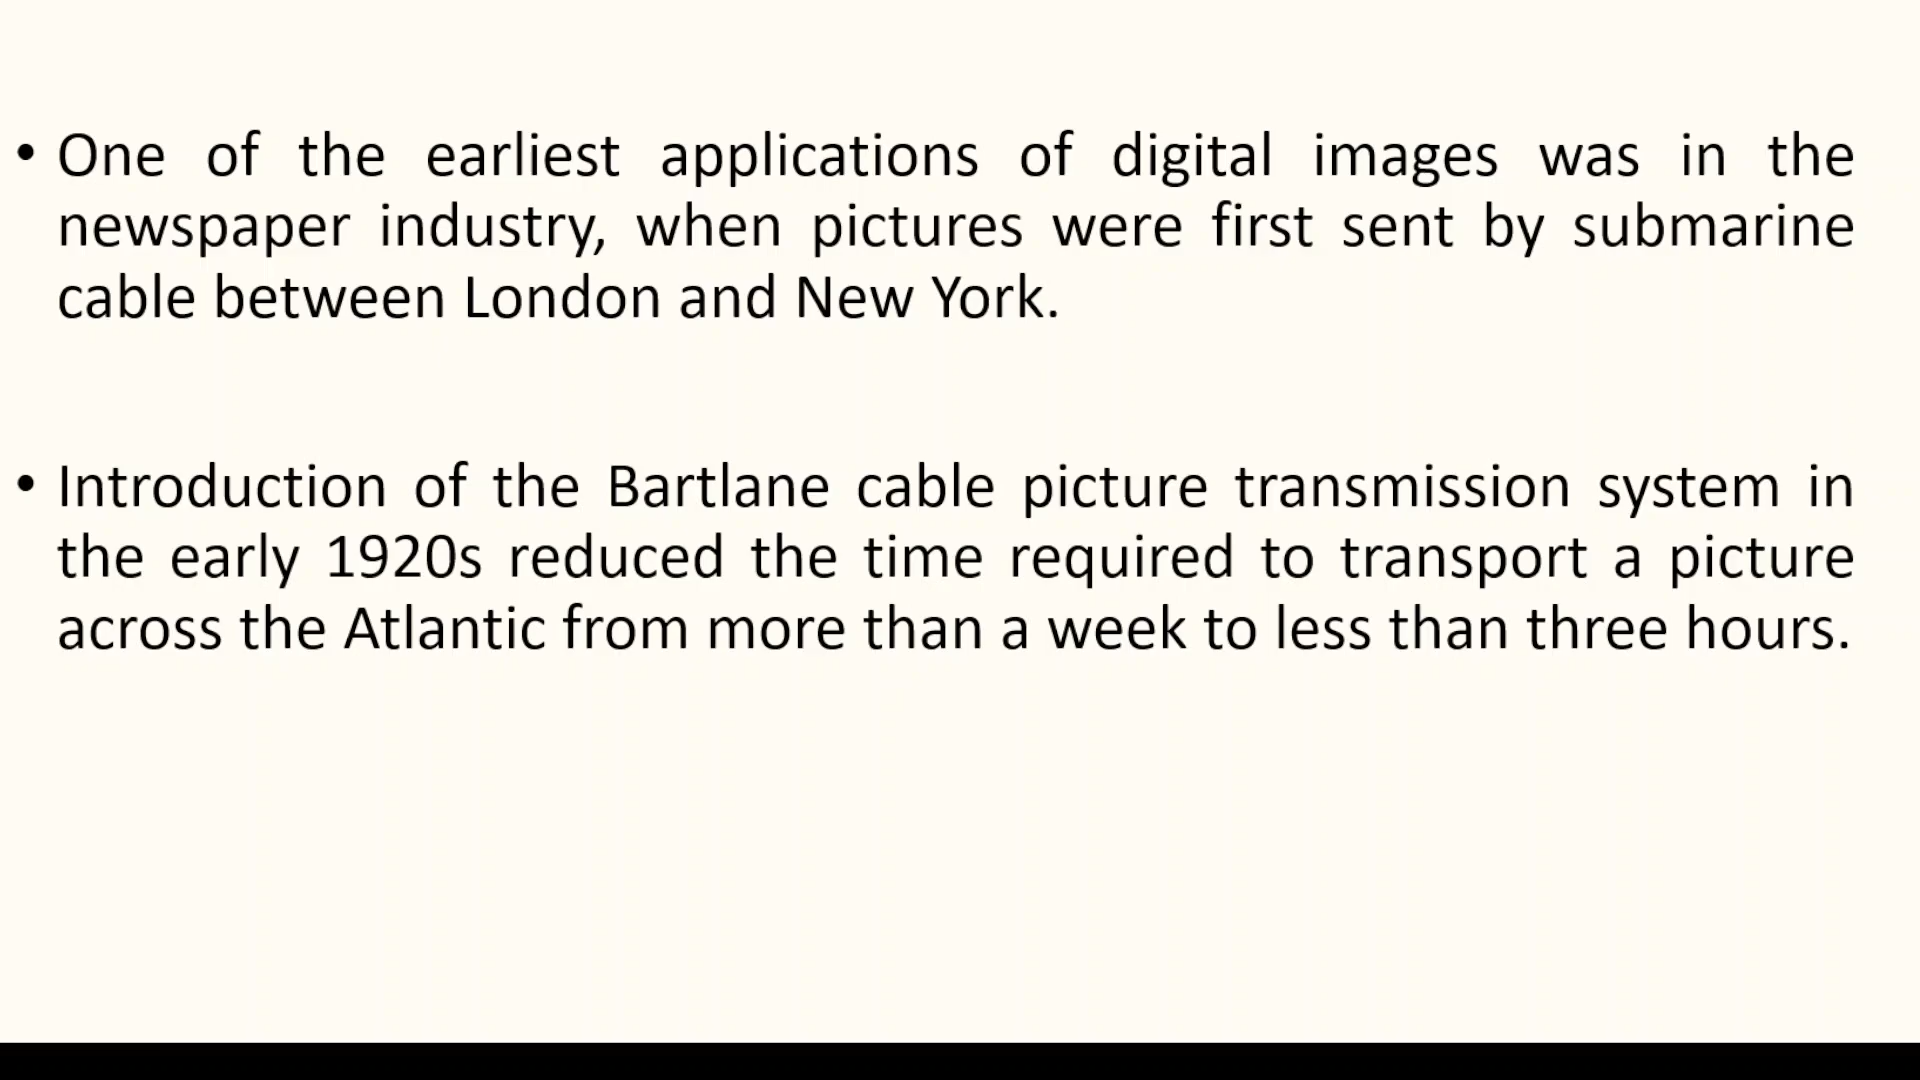 • One of the earliest applications of digital images was in the
newspaper industry, when pictures were first sent by submarine
cable between London and New York.
• Introduction of the Bartlane cable picture transmission system in
the early 1920s reduced the time required to transport a picture
across the Atlantic from more than a week to less than three hours.